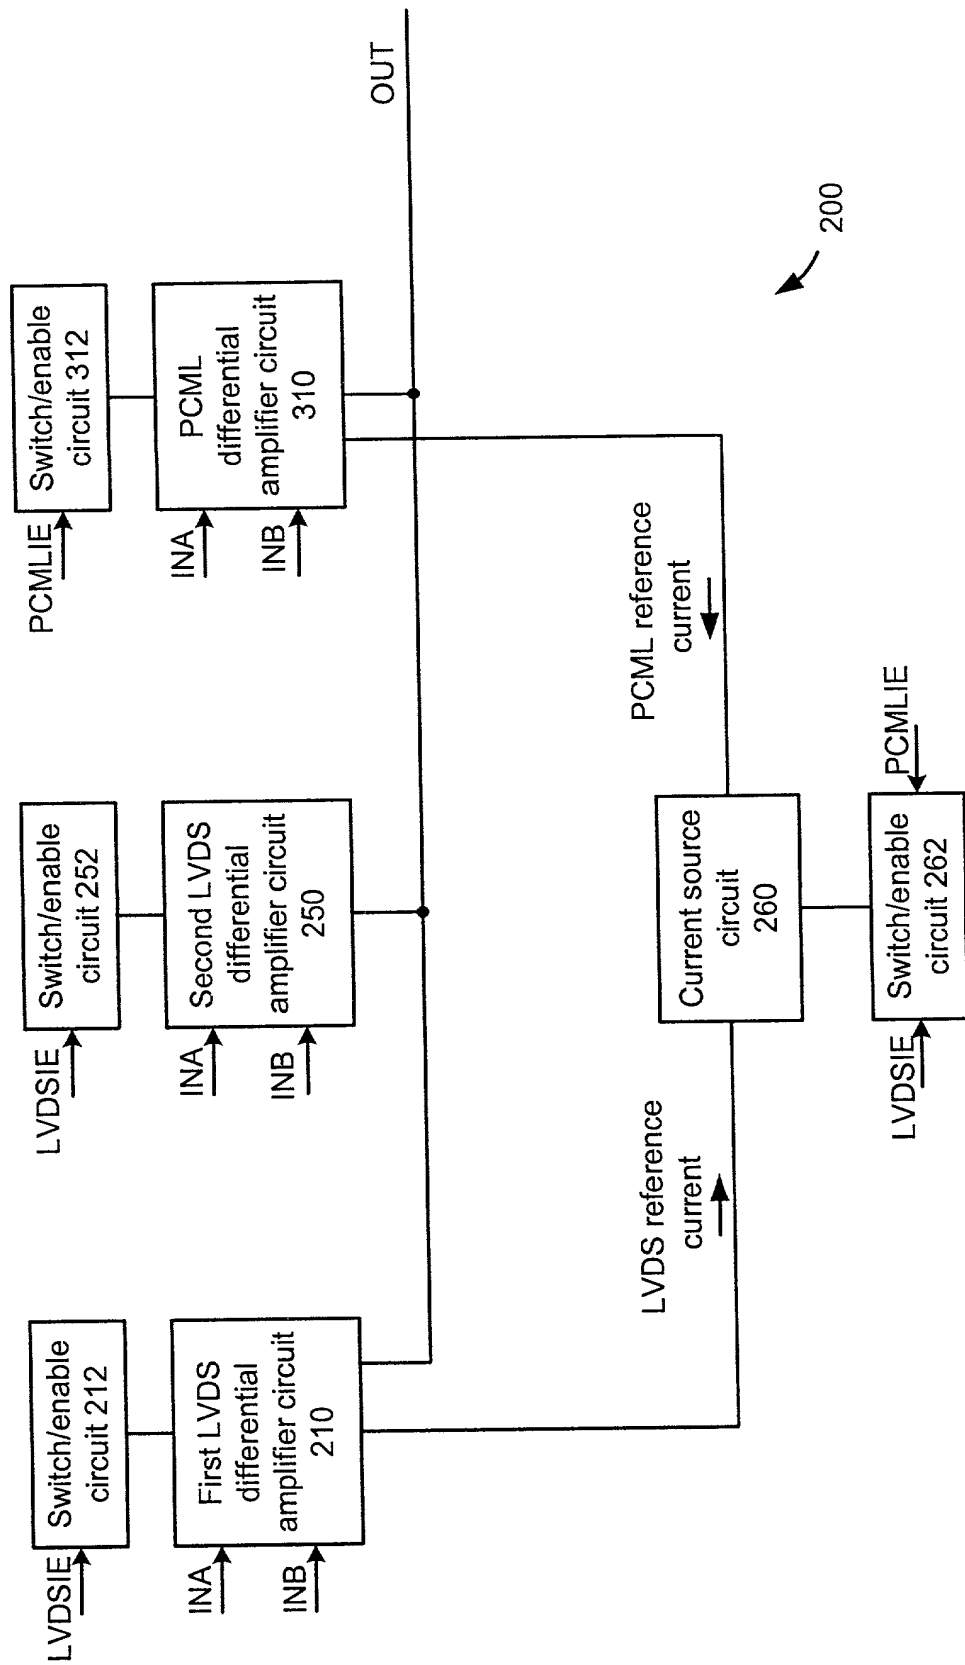 LVDSIE
Switch/enable
circuit 212
LVDSIE
Switch/enable
circuit 252
PCMLIE
Switch/enable
circuit 312
INA
INB
First LVDS
differential
amplifier circuit
210
INA
INB
Second LVDS
differential
amplifier circuit
250
INA
INB
PCML
differential
amplifier circuit
310
OUT
LVDS reference
current
PCML reference
current
Current source
circuit
260
LVDSIE
Switch/enable
circuit 262
PCMLIE
200